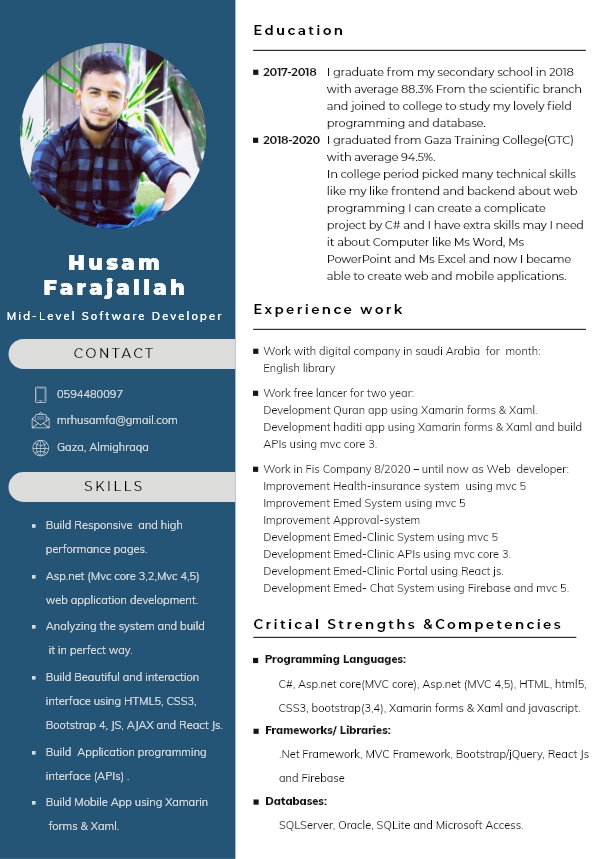 Husam
Farajallah
Mid-Level Software Developer
CONTACT
0594480097
mrhusamfa@gmail.com
Gaza, Almighraqa
SKILLS
Build Responsive and high
performance pages.
Asp.net (Mvc core 3,2,Mvc 4,5)
web application development.
Analyzing the system and build
it in perfect way.
Build Beautiful and interaction
interface using HTML5, CSS3,
Bootstrap 4, JS, AJAX and React Js.
Build Application programming
interface (APIs) .
Build Mobile App using Xamarin
forms & Xaml.
Education
2017-2018 I graduate from my secondary school in 2018
with average 88.3% From the scientific branch
and joined to college to study my lovely field
programming and database.
2018-2020 I graduated from Gaza Training College(GTC)
with average 94.5%.
In college period picked many technical skills
like my like frontend and backend about web
programming I can create a complicate
project by C# and I have extra skills may I need
it about Computer like Ms Word, Ms
PowerPoint and Ms Excel and now I became
able to create web and mobile applications.
Experience work
Work with digital company in saudi Arabia for month:
English library
Work free lancer for two year:
Development Quran app using Xamarin forms & Xaml.
Development haditi app using Xamarin forms & Xaml and build
APIs using mvc core 3.
Work in Fis Company 8/2020 – until now as Web developer:
Improvement Health-insurance system using mvc 5
Improvement Emed System using mvc 5
Improvement Approval-system
Development Emed-Clinic System using mvc 5
Development Emed-Clinic APIs using mvc core 3.
Development Emed-Clinic Portal using React js.
Development Emed- Chat System using Firebase and mvc 5.
Critical Strengths &Competencies
Programming Languages:
C#, Asp.net core(MVC core), Asp.net (MVC 4,5), HTML, html5,
CSS3, bootstrap(3,4), Xamarin forms & Xaml and javascript.
Frameworks/ Libraries:
.Net Framework, MVC Framework, Bootstrap/jQuery, React Js
and Firebase
Databases:
SQLServer, Oracle, SQLite and Microsoft Access.